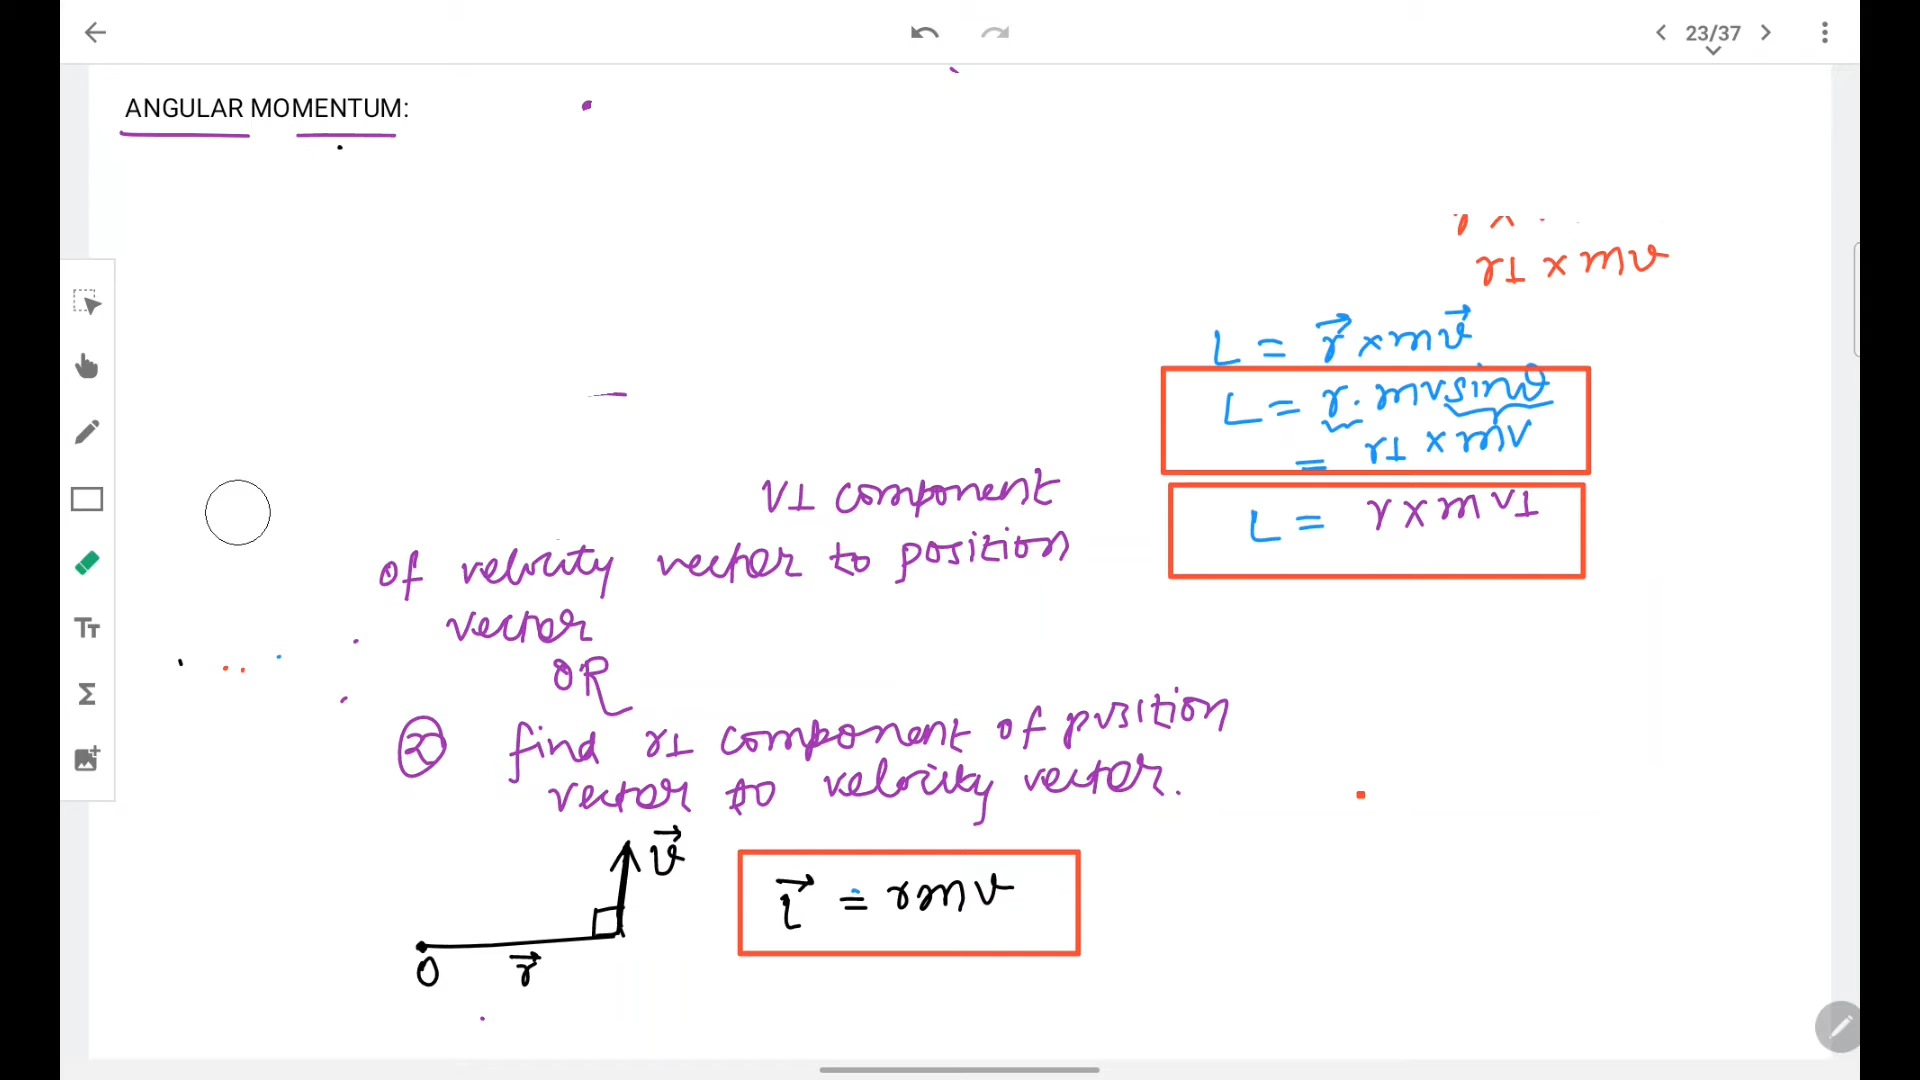 23/37
ANGULAR MOMENTUM:
r⊥ × mv
L = r⃗ × mv⃗
L = r. mvsinθ
= r⊥ × mv
L = r × mv⊥
v⊥ component
of velocity vector to position
vector
OR
② find r⊥ component of position
vector to velocity vector.
v⃗
O
r⃗
L⃗ = rmv
Tт
Σ